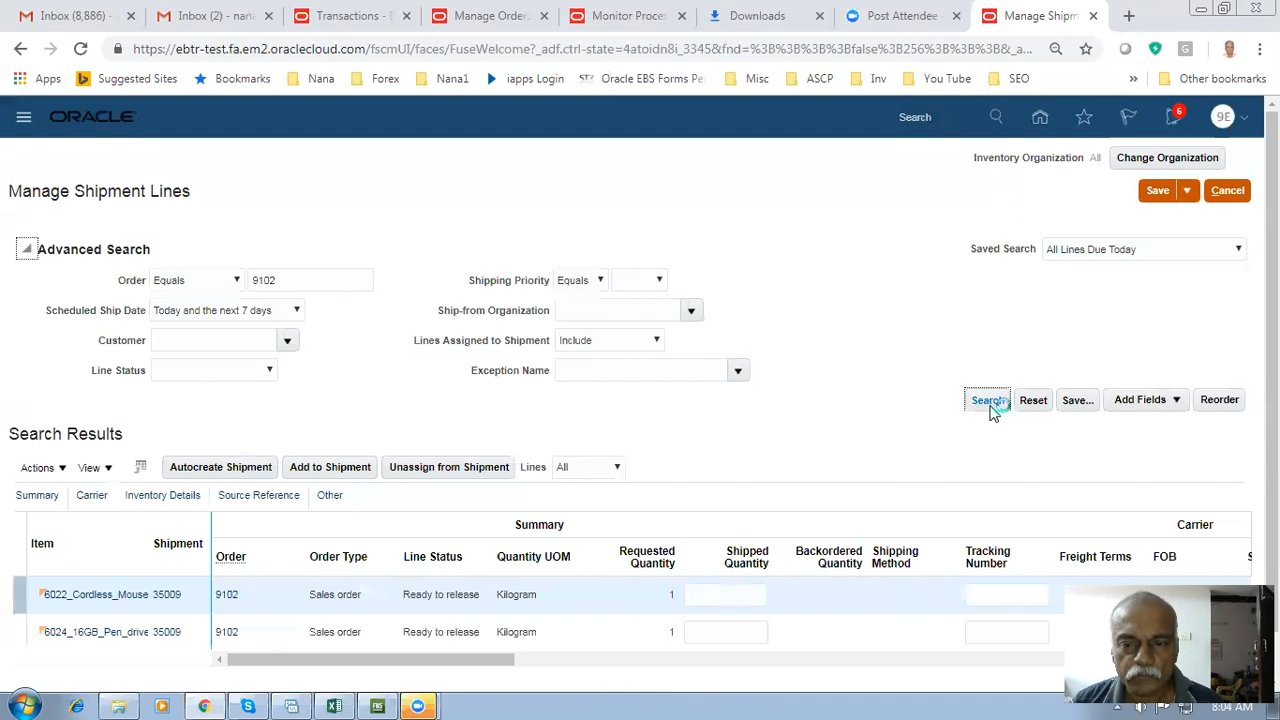 Inbox (8,886) -
Inbox (2) - nana
Transactions -
Manage Orders
Monitor Proces
Downloads
Post Attendee
Manage Shipm
https://ebtr-test.fa.em2.oraclecloud.com/fscmUI/faces/FuseWelcome?_adf.ctrl-state=4atoidn8i_3345&fnd=%3B%3B%3B%3Bfalse%3B256%3B%3B%3B&_a...
Apps
Suggested Sites
Bookmarks
Nana
Forex
Nana1
iapps Login
Oracle EBS Forms Per
Misc
ASCP
Inv
You Tube
SEO
»
Other bookmarks
ORACLE
Search
6
9E
Inventory Organization All
Change Organization
Manage Shipment Lines
Save
Cancel
Advanced Search
Saved Search All Lines Due Today
Order Equals 9102
Shipping Priority Equals
Scheduled Ship Date Today and the next 7 days
Ship-from Organization
Customer
Lines Assigned to Shipment Include
Line Status
Exception Name
Search
Reset
Save...
Add Fields
Reorder
Search Results
Actions
View
Autocreate Shipment
Add to Shipment
Unassign from Shipment
Lines All
Summary
Carrier
Inventory Details
Source Reference
Other
Summary
Carrier
Item
Shipment
Order
Order Type
Line Status
Quantity UOM
Requested Quantity
Shipped Quantity
Backordered Quantity
Shipping Method
Tracking Number
Freight Terms
FOB
6022_Cordless_Mouse 35009 9102 Sales order Ready to release Kilogram 1
6024_16GB_Pen_drive 35009 9102 Sales order Ready to release Kilogram 1
8:04 AM